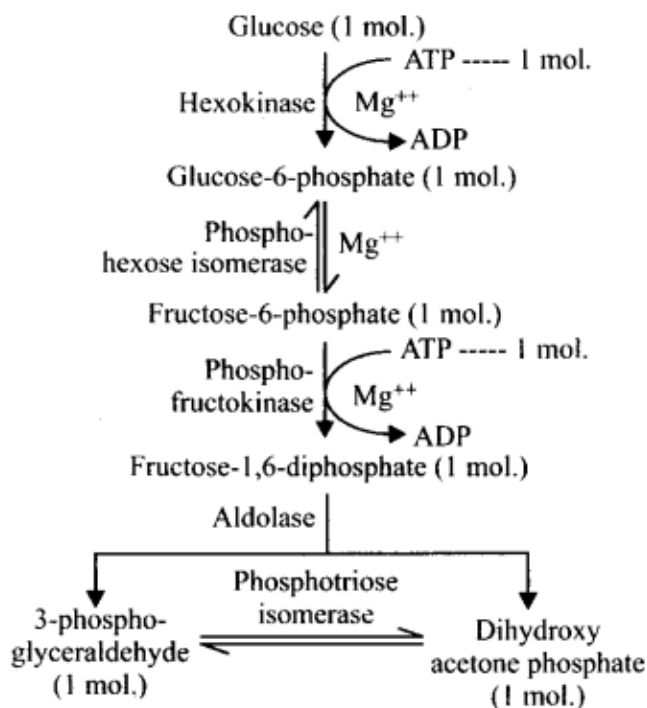 Glucose (1 mol.)
ATP ----- 1 mol.
Hexokinase
Mg++
ADP
Glucose-6-phosphate (1 mol.)
Phospho-
hexose isomerase
Mg++
Fructose-6-phosphate (1 mol.)
ATP ----- 1 mol.
Phospho-
fructokinase
Mg++
ADP
Fructose-1,6-diphosphate (1 mol.)
Aldolase
Phosphotriose
isomerase
3-phospho-
glyceraldehyde
(1 mol.)
Dihydroxy
acetone phosphate
(1 mol.)